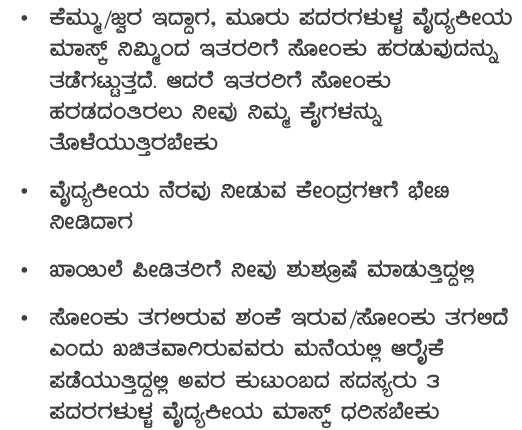 • ಕೆಮ್ಮು/ಜ್ವರ ಇದ್ದಾಗ, ಮೂರು ಪದರಗಳುಳ್ಳ ವೈದ್ಯಕೀಯ
ಮಾಸ್ಕ್ ನಿಮ್ಮಿಂದ ಇತರರಿಗೆ ಸೋಂಕು ಹರಡುವುದನ್ನು
ತಡೆಗಟ್ಟುತ್ತದೆ. ಆದರೆ ಇತರರಿಗೆ ಸೋಂಕು
ಹರಡದಂತಿರಲು ನೀವು ನಿಮ್ಮ ಕೈಗಳನ್ನು
ತೊಳೆಯುತ್ತಿರಬೇಕು
• ವೈದ್ಯಕೀಯ ನೆರವು ನೀಡುವ ಕೇಂದ್ರಗಳಿಗೆ ಭೇಟಿ
ನೀಡಿದಾಗ
• ಖಾಯಿಲೆ ಪೀಡಿತರಿಗೆ ನೀವು ಶುಶ್ರೂಷೆ ಮಾಡುತ್ತಿದ್ದಲ್ಲಿ
• ಸೋಂಕು ತಗಲಿರುವ ಶಂಕೆ ಇರುವ/ಸೋಂಕು ತಗಲಿದೆ
ಎಂದು ಖಚಿತವಾಗಿರುವವರು ಮನೆಯಲ್ಲಿ ಆರೈಕೆ
ಪಡೆಯುತ್ತಿದ್ದಲ್ಲಿ ಅವರ ಕುಟುಂಬದ ಸದಸ್ಯರು ೩
ಪದರಗಳುಳ್ಳ ವೈದ್ಯಕೀಯ ಮಾಸ್ಕ್ ಧರಿಸಬೇಕು